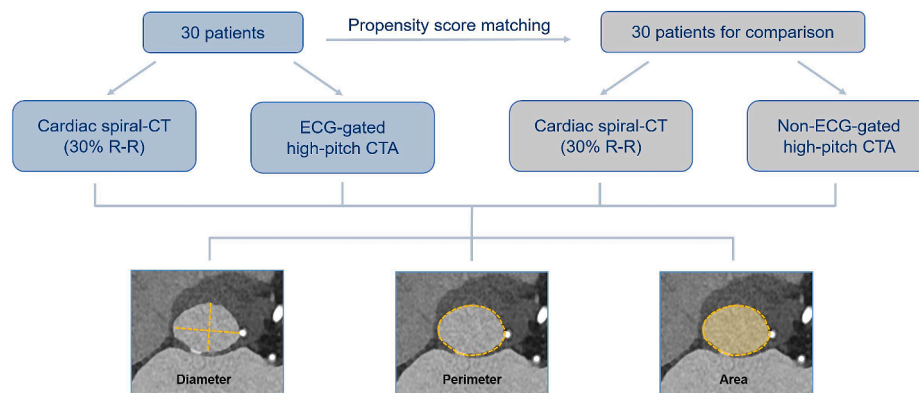 30 patients
Propensity score matching
30 patients for comparison
Cardiac spiral-CT
(30% R-R)
ECG-gated
high-pitch CTA
Cardiac spiral-CT
(30% R-R)
Non-ECG-gated
high-pitch CTA
Diameter
Perimeter
Area